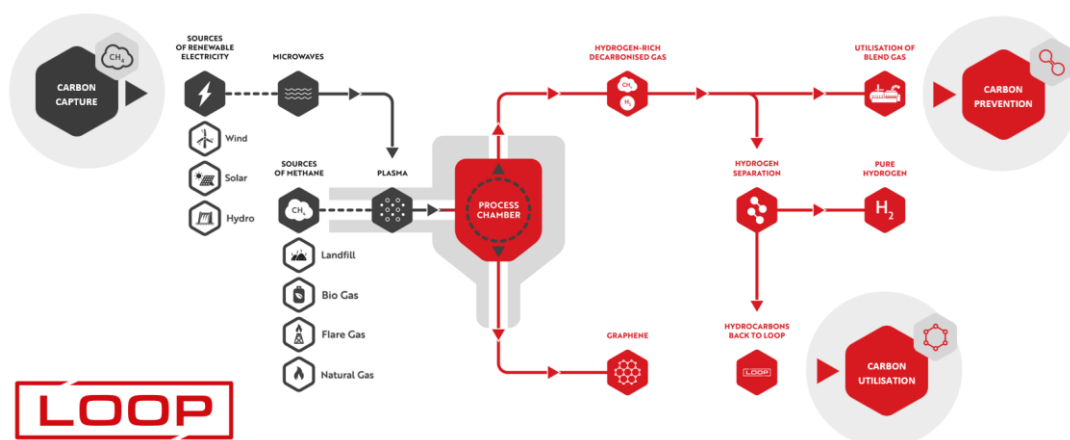 CARBON
CAPTURE
CH₄
SOURCES
OF RENEWABLE
ELECTRICITY
MICROWAVES
Wind
Solar
Hydro
SOURCES
OF METHANE
CH₄
PLASMA
Landfill
Bio Gas
Flare Gas
Natural Gas
PROCESS
CHAMBER
HYDROGEN-RICH
DECARBONISED GAS
CH₄
H₂
UTILISATION OF
BLEND GAS
CARBON
PREVENTION
HYDROGEN
SEPARATION
PURE
HYDROGEN
H₂
GRAPHENE
HYDROCARBONS
BACK TO LOOP
LOOP
CARBON
UTILISATION
LOOP